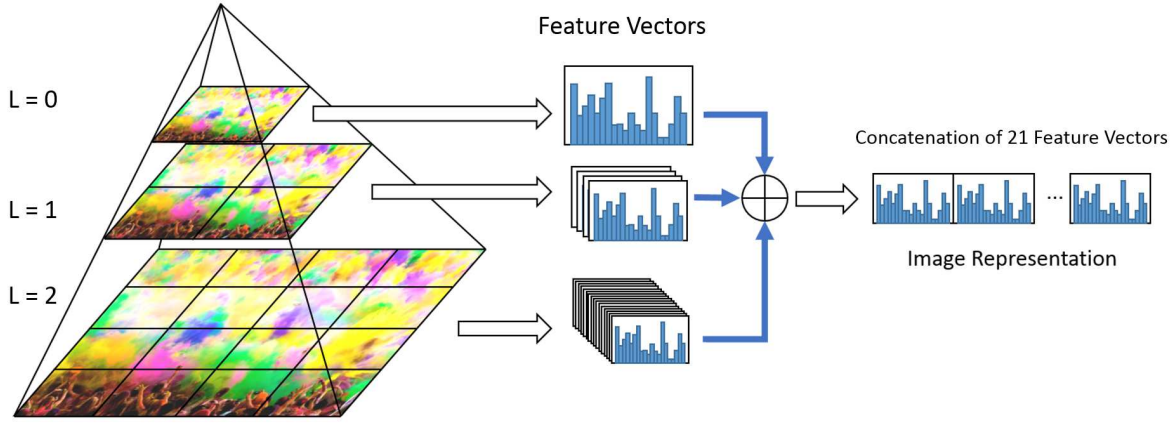 Feature Vectors
L = 0
L = 1
L = 2
Concatenation of 21 Feature Vectors
...
Image Representation